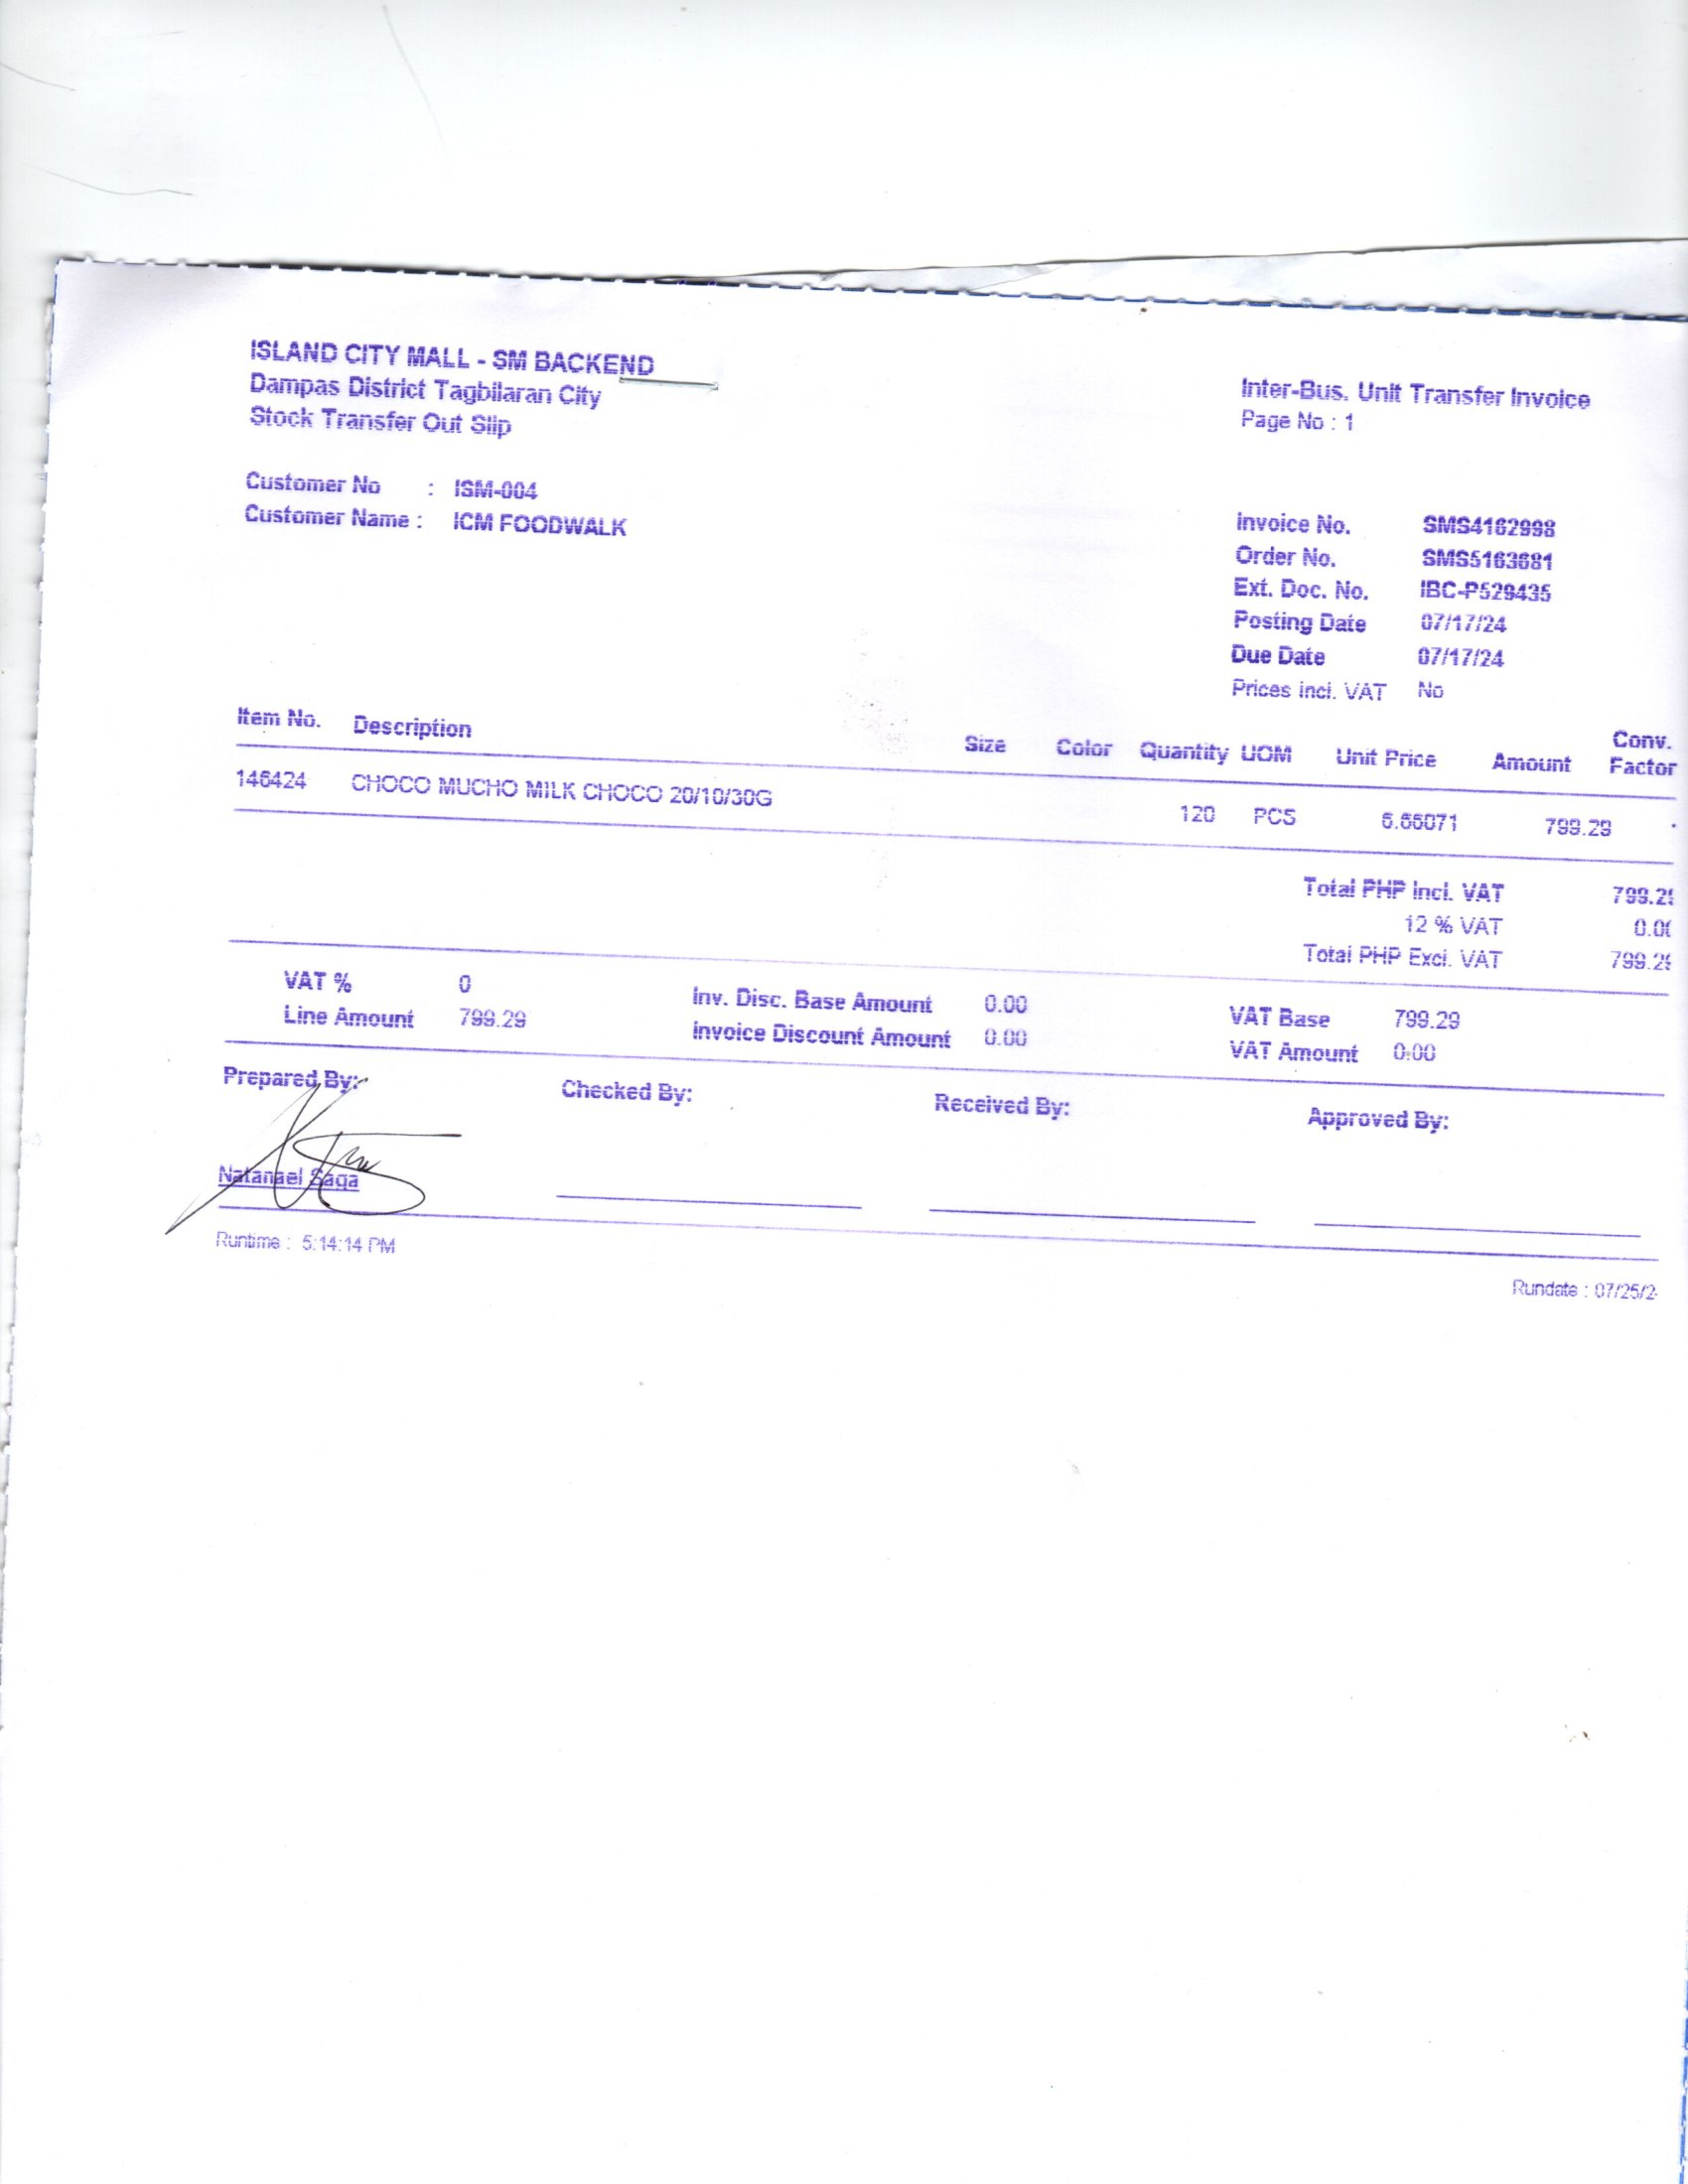 ISLAND CITY MALL - SM BACKEND
Dampas District Tagbilaran City
Stock Transfer Out Slip
Inter-Bus. Unit Transfer Invoice
Page No : 1
Customer No : ISM-004
Customer Name : ICM FOODWALK
Invoice No. SMS4162998
Order No. SMS5163681
Ext. Doc. No. IBC-P529435
Posting Date 07/17/24
Due Date 07/17/24
Prices incl. VAT No
Item No. Description Size Color Quantity UOM Unit Price Amount Conv. Factor
146424 CHOCO MUCHO MILK CHOCO 20/10/30G 120 PCS 6.66071 799.29
Total PHP Incl. VAT 799.2
12 % VAT 0.0
Total PHP Excl. VAT 799.2
VAT % 0 Inv. Disc. Base Amount 0.00 VAT Base 799.29
Line Amount 799.29 Invoice Discount Amount 0.00 VAT Amount 0.00
Prepared By: Checked By: Received By: Approved By:
Natanael Saga
Runtime : 5:14:14 PM
Rundate : 07/25/2